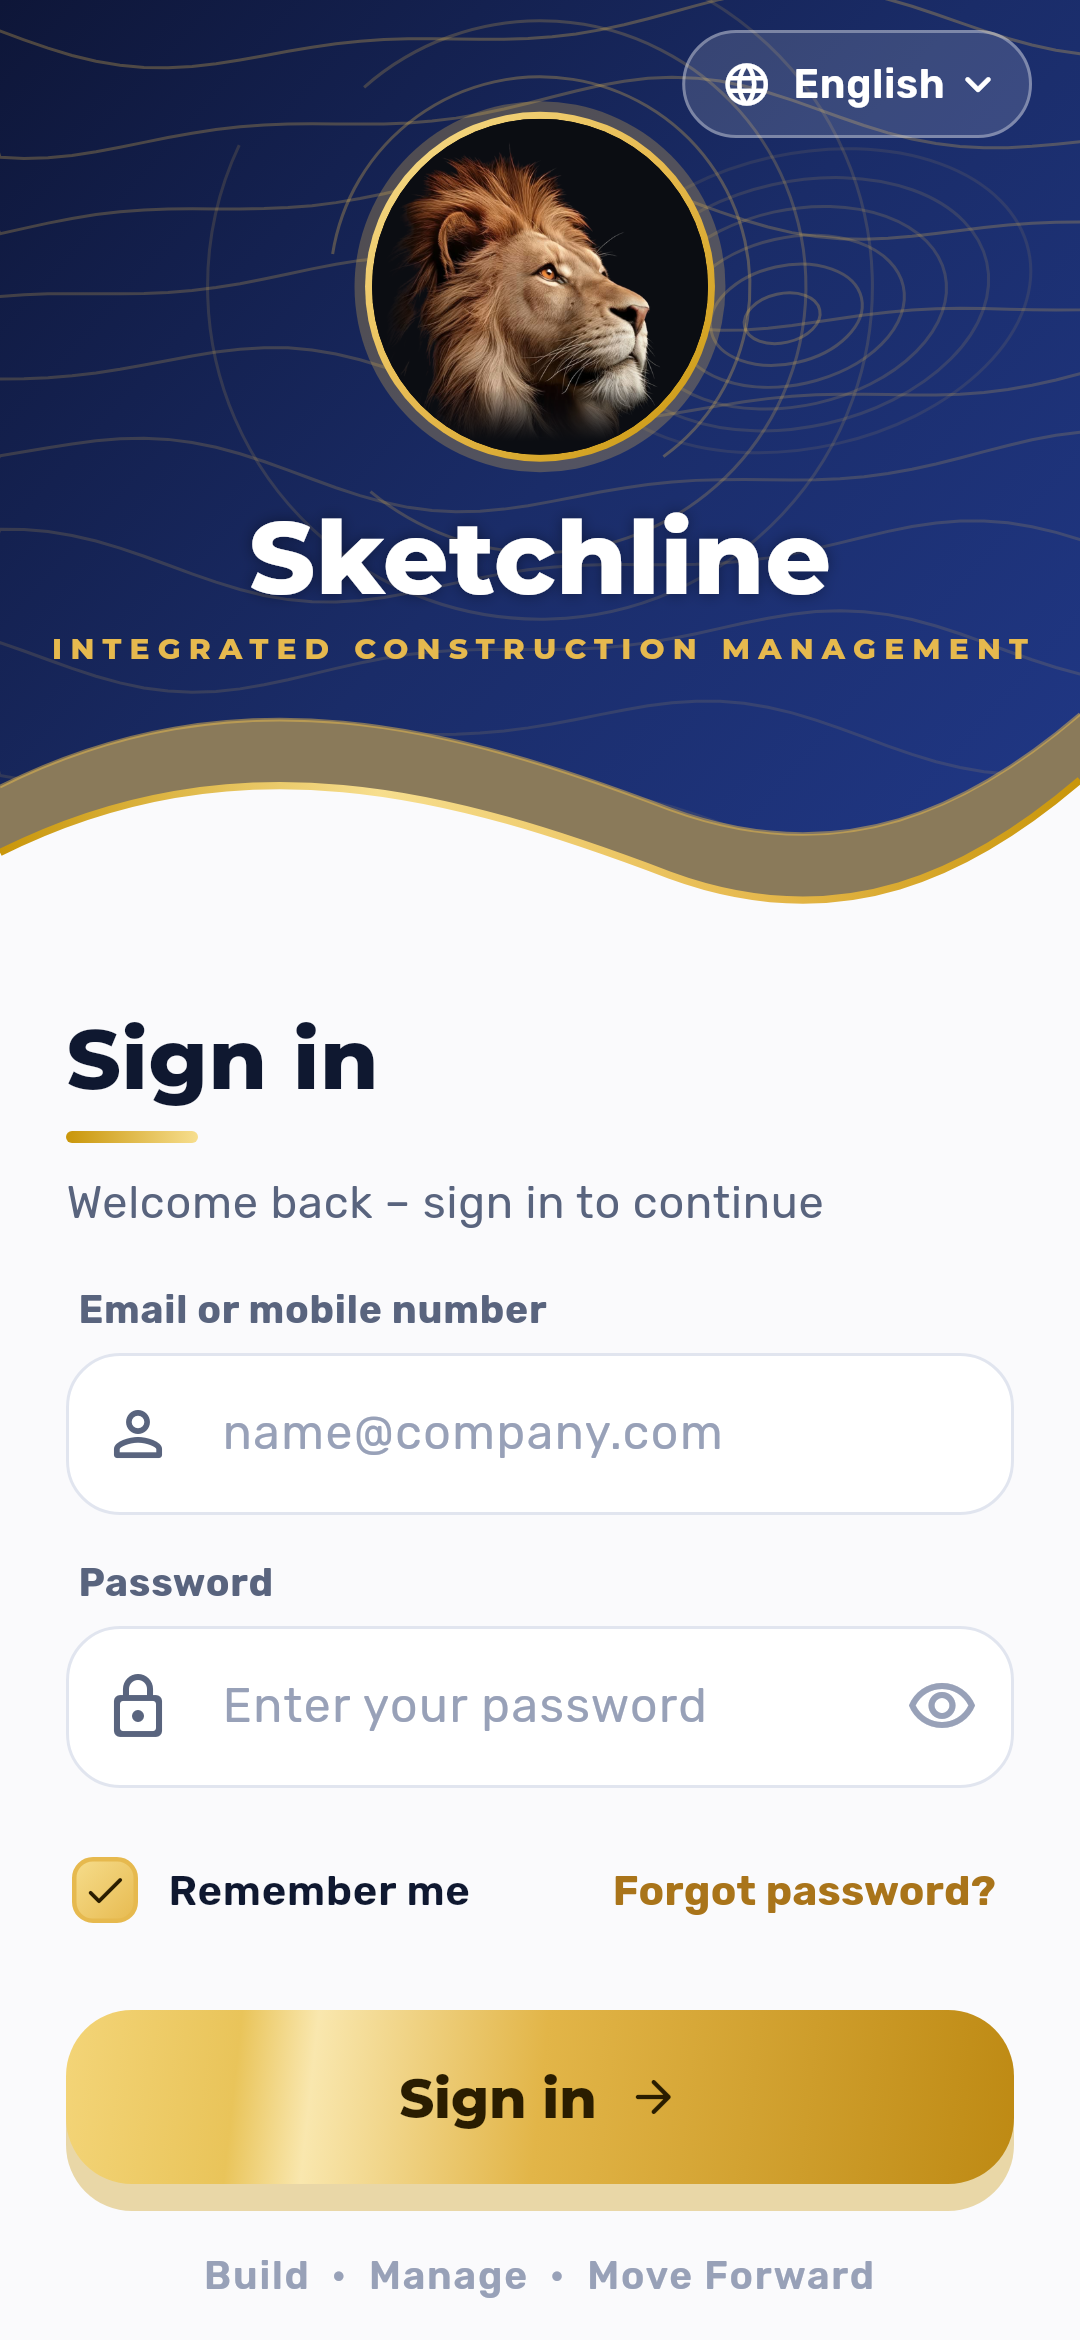 English
Sketchline
INTEGRATED CONSTRUCTION MANAGEMENT
Sign in
Welcome back – sign in to continue
Email or mobile number
name@company.com
Password
Enter your password
Remember me
Forgot password?
Sign in
Build • Manage • Move Forward